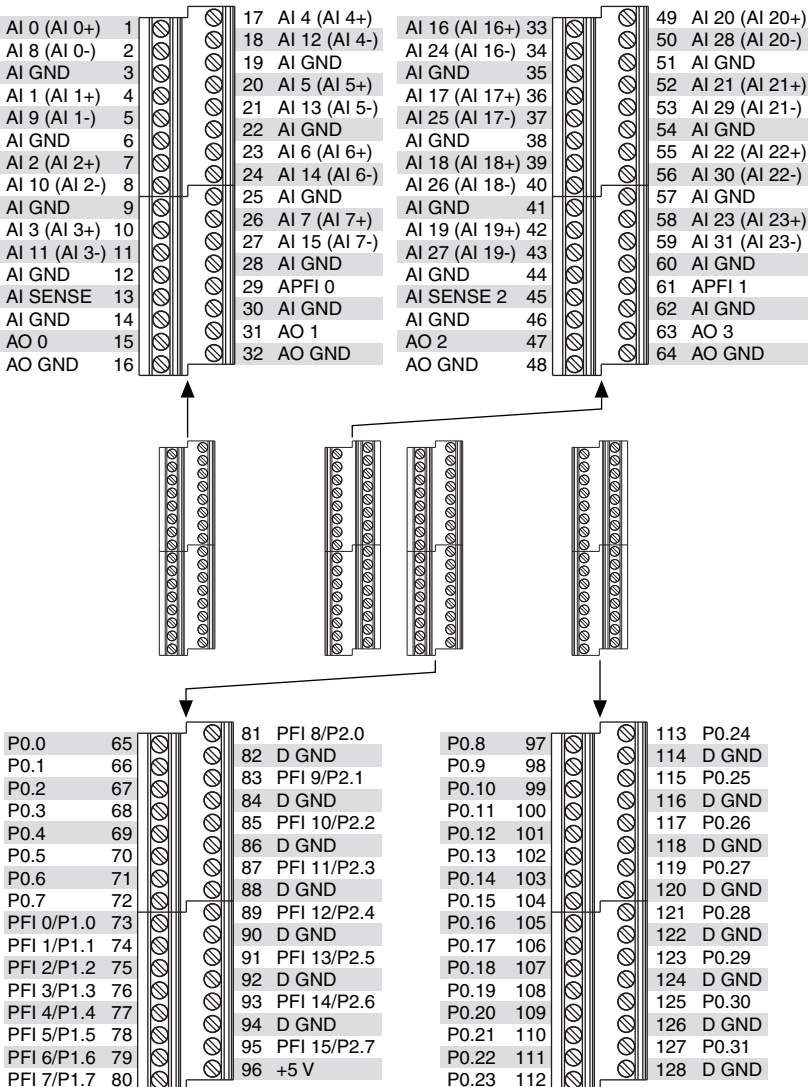 AI 0 (AI 0+) 1
AI 8 (AI 0-) 2
AI GND 3
AI 1 (AI 1+) 4
AI 9 (AI 1-) 5
AI GND 6
AI 2 (AI 2+) 7
AI 10 (AI 2-) 8
AI GND 9
AI 3 (AI 3+) 10
AI 11 (AI 3-) 11
AI GND 12
AI SENSE 13
AI GND 14
AO 0 15
AO GND 16
17 AI 4 (AI 4+)
18 AI 12 (AI 4-)
19 AI GND
20 AI 5 (AI 5+)
21 AI 13 (AI 5-)
22 AI GND
23 AI 6 (AI 6+)
24 AI 14 (AI 6-)
25 AI GND
26 AI 7 (AI 7+)
27 AI 15 (AI 7-)
28 AI GND
29 APFI 0
30 AI GND
31 AO 1
32 AO GND
AI 16 (AI 16+) 33
AI 24 (AI 16-) 34
AI GND 35
AI 17 (AI 17+) 36
AI 25 (AI 17-) 37
AI GND 38
AI 18 (AI 18+) 39
AI 26 (AI 18-) 40
AI GND 41
AI 19 (AI 19+) 42
AI 27 (AI 19-) 43
AI GND 44
AI SENSE 2 45
AI GND 46
AO 2 47
AO GND 48
49 AI 20 (AI 20+)
50 AI 28 (AI 20-)
51 AI GND
52 AI 21 (AI 21+)
53 AI 29 (AI 21-)
54 AI GND
55 AI 22 (AI 22+)
56 AI 30 (AI 22-)
57 AI GND
58 AI 23 (AI 23+)
59 AI 31 (AI 23-)
60 AI GND
61 APFI 1
62 AI GND
63 AO 3
64 AO GND
P0.0 65
P0.1 66
P0.2 67
P0.3 68
P0.4 69
P0.5 70
P0.6 71
P0.7 72
PFI 0/P1.0 73
PFI 1/P1.1 74
PFI 2/P1.2 75
PFI 3/P1.3 76
PFI 4/P1.4 77
PFI 5/P1.5 78
PFI 6/P1.6 79
PFI 7/P1.7 80
81 PFI 8/P2.0
82 D GND
83 PFI 9/P2.1
84 D GND
85 PFI 10/P2.2
86 D GND
87 PFI 11/P2.3
88 D GND
89 PFI 12/P2.4
90 D GND
91 PFI 13/P2.5
92 D GND
93 PFI 14/P2.6
94 D GND
95 PFI 15/P2.7
96 +5 V
P0.8 97
P0.9 98
P0.10 99
P0.11 100
P0.12 101
P0.13 102
P0.14 103
P0.15 104
P0.16 105
P0.17 106
P0.18 107
P0.19 108
P0.20 109
P0.21 110
P0.22 111
P0.23 112
113 P0.24
114 D GND
115 P0.25
116 D GND
117 P0.26
118 D GND
119 P0.27
120 D GND
121 P0.28
122 D GND
123 P0.29
124 D GND
125 P0.30
126 D GND
127 P0.31
128 D GND